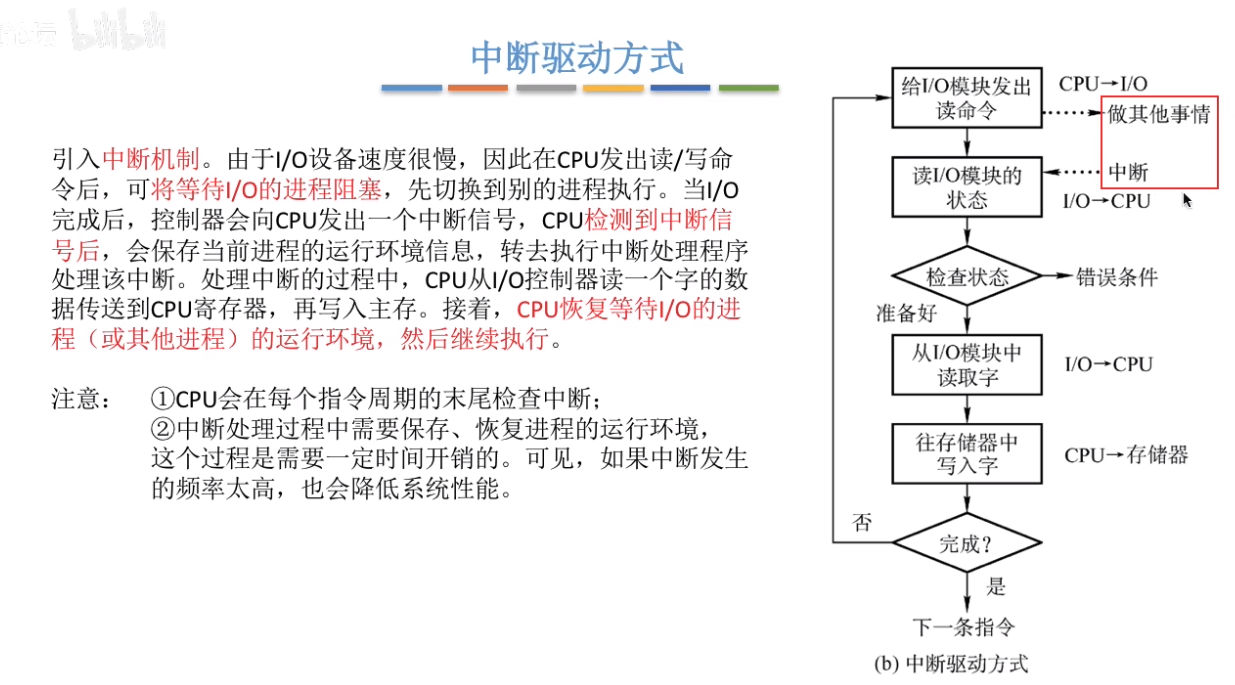 bilibili
中断驱动方式
引入中断机制。由于I/O设备速度很慢，因此在CPU发出读/写命
令后，可将等待I/O的进程阻塞，先切换到别的进程执行。当I/O
完成后，控制器会向CPU发出一个中断信号，CPU检测到中断信
号后，会保存当前进程的运行环境信息，转去执行中断处理程序
处理该中断。处理中断的过程中，CPU从I/O控制器读一个字的数
据传送到CPU寄存器，再写入主存。接着，CPU恢复等待I/O的进
程（或其他进程）的运行环境，然后继续执行。
注意： ①CPU会在每个指令周期的末尾检查中断；
②中断处理过程中需要保存、恢复进程的运行环境，
这个过程是需要一定时间开销的。可见，如果中断发生
的频率太高，也会降低系统性能。
给I/O模块发出
读命令
CPU→I/O
做其他事情
读I/O模块的
状态
中断
I/O→CPU
检查状态
错误条件
准备好
从I/O模块中
读取字
I/O→CPU
往存储器中
写入字
CPU→存储器
否
完成？
是
下一条指令
(b) 中断驱动方式